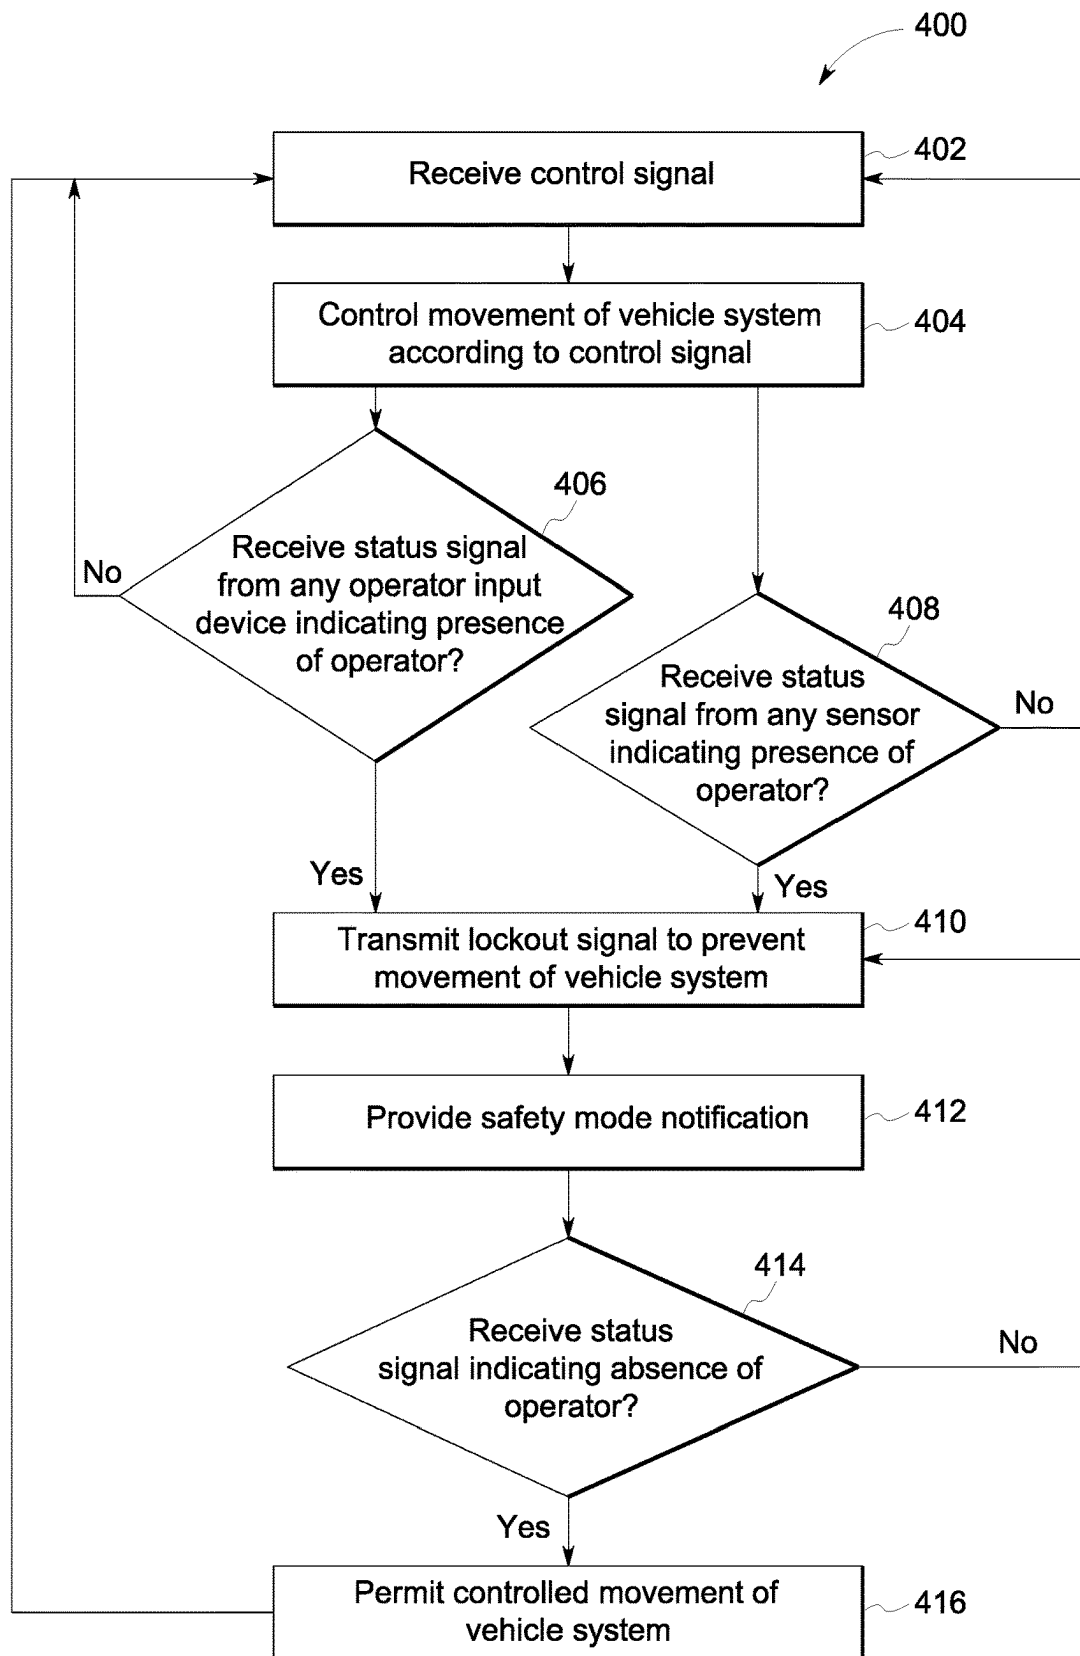 400
Receive control signal
402
Control movement of vehicle system
according to control signal
404
406
Receive status signal
from any operator input
device indicating presence
of operator?
No
408
Receive status
signal from any sensor
indicating presence of
operator?
No
Yes
Yes
Transmit lockout signal to prevent
movement of vehicle system
410
Provide safety mode notification
412
414
Receive status
signal indicating absence of
operator?
No
Yes
Permit controlled movement of
vehicle system
416